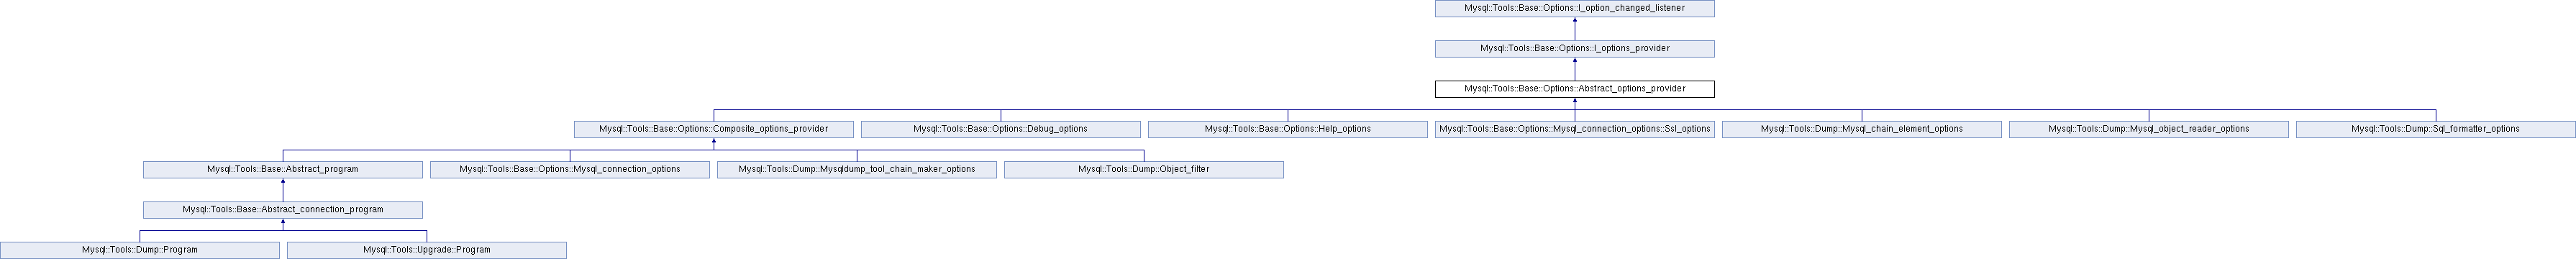 Mysql::Tools::Base::Options::I_option_changed_listener
Mysql::Tools::Base::Options::I_options_provider
Mysql::Tools::Base::Options::Abstract_options_provider
Mysql::Tools::Base::Options::Composite_options_provider
Mysql::Tools::Base::Options::Debug_options
Mysql::Tools::Base::Options::Help_options
Mysql::Tools::Base::Options::Mysql_connection_options::Ssl_options
Mysql::Tools::Dump::Mysql_chain_element_options
Mysql::Tools::Dump::Mysql_object_reader_options
Mysql::Tools::Dump::Sql_formatter_options
Mysql::Tools::Base::Abstract_program
Mysql::Tools::Base::Options::Mysql_connection_options
Mysql::Tools::Dump::Mysqldump_tool_chain_maker_options
Mysql::Tools::Dump::Object_filter
Mysql::Tools::Base::Abstract_connection_program
Mysql::Tools::Dump::Program
Mysql::Tools::Upgrade::Program